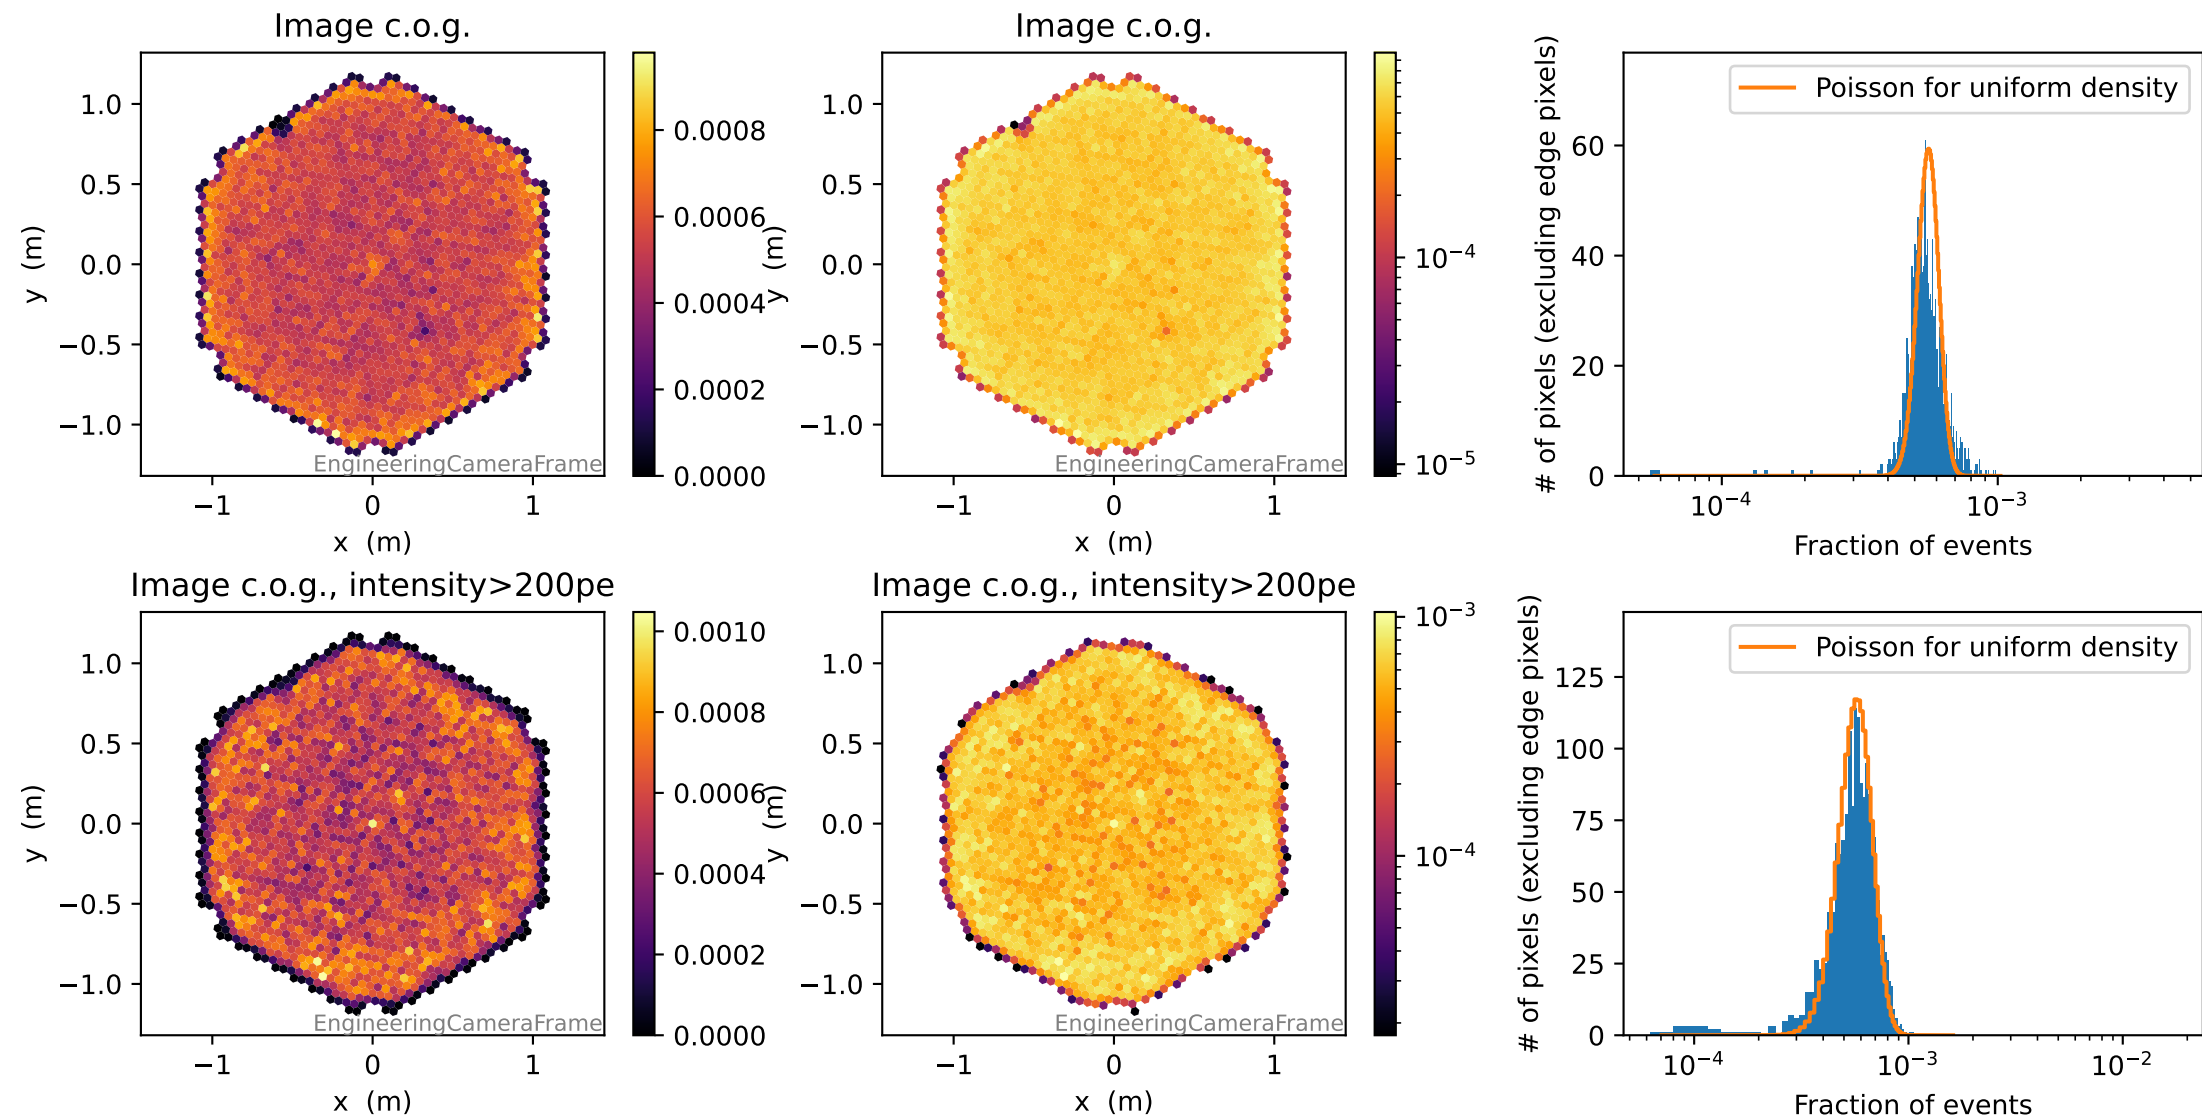 Image c.o.g.
1.0
0.5
0.0
−0.5
−1.0
y (m)
−1
0
1
x (m)
EngineeringCameraFrame
0.0008
0.0006
0.0004
0.0002
0.0000
Image c.o.g.
1.0
0.5
0.0
−0.5
−1.0
y (m)
−1
0
1
x (m)
EngineeringCameraFrame
10−4
10−5
Poisson for uniform density
60
40
20
0
# of pixels (excluding edge pixels)
10−4
10−3
Fraction of events
Image c.o.g., intensity>200pe
1.0
0.5
0.0
−0.5
−1.0
y (m)
−1
0
1
x (m)
EngineeringCameraFrame
0.0010
0.0008
0.0006
0.0004
0.0002
0.0000
Image c.o.g., intensity>200pe
1.0
0.5
0.0
−0.5
−1.0
y (m)
−1
0
1
x (m)
EngineeringCameraFrame
10−3
10−4
Poisson for uniform density
125
100
75
50
25
0
# of pixels (excluding edge pixels)
10−4
10−3
10−2
Fraction of events